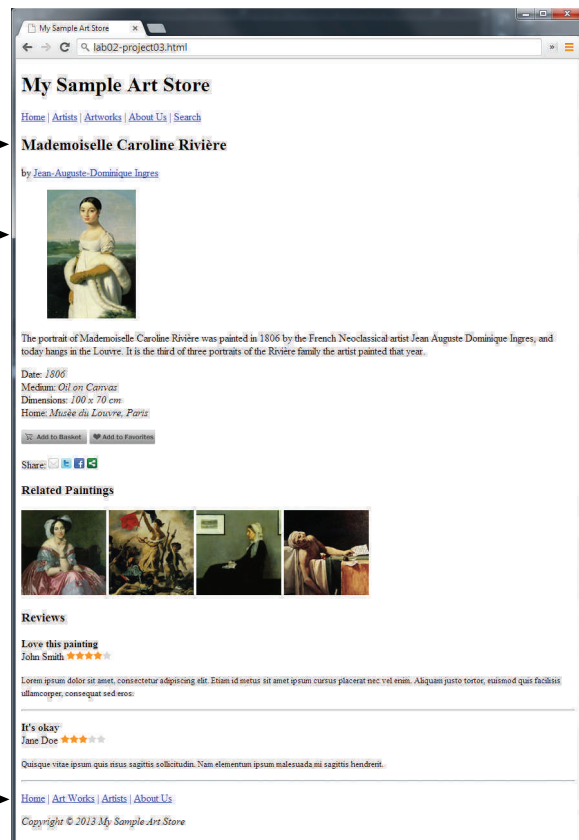 My Sample Art Store
lab02-project03.html
My Sample Art Store
Home | Artists | Artworks | About Us | Search
Mademoiselle Caroline Rivière
by Jean-Auguste-Dominique Ingres
The portrait of Mademoiselle Caroline Rivière was painted in 1806 by the French Neoclassical artist Jean Auguste Dominique Ingres, and
today hangs in the Louvre. It is the third of three portraits of the Rivière family the artist painted that year.
Date: 1806
Medium: Oil on Canvas
Dimensions: 100 x 70 cm
Home: Musée du Louvre, Paris
Add to Basket Add to Favorites
Share:
Related Paintings
Reviews
Love this painting
John Smith
Lorem ipsum dolor sit amet, consectetur adipiscing elit. Etiam id metus sit amet ipsum cursus placerat nec vel enim. Aliquam justo tortor, euismod quis facilisis
ullamcorper, consequat sed eros.
It's okay
Jane Doe
Quisque vitae ipsum quis risus sagittis sollicitudin. Nam elementum ipsum malesuada mi sagittis hendrerit.
Home | Art Works | Artists | About Us
Copyright © 2013 My Sample Art Store